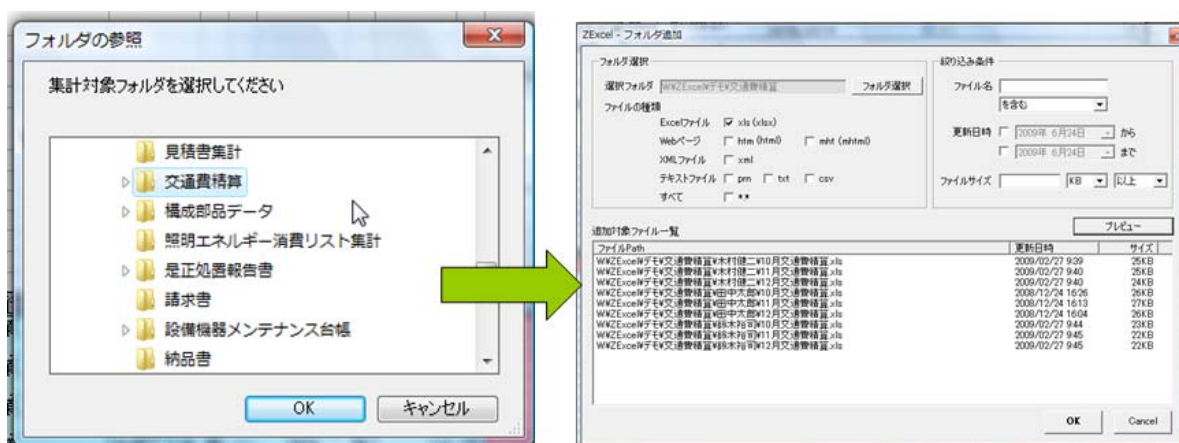 フォルダの参照
集計対象フォルダを選択してください
見積書集計
交通費精算
構成部品データ
照明エネルギー消費リスト集計
是正処置報告書
請求書
設備機器メンテナンス台帳
納品書
OK キャンセル
ZExcel - フォルダ追加
フォルダ選択
選択フォルダ W¥ZExcel¥デモ¥交通費精算 フォルダ選択
ファイルの種類
Excelファイル xls (xlsx)
Webページ htm (html) mht (mhtml)
XMLファイル xml
テキストファイル prn txt csv
すべて *.*
絞り込み条件
ファイル名
を含む
更新日時 2009年 6月24日 から
2009年 6月24日 まで
ファイルサイズ KB 以上
追加対象ファイル一覧 プレビュー
ファイルPath 更新日時 サイズ
W¥ZExcel¥デモ¥交通費精算¥木村健二¥10月交通費精算.xls 2009/02/27 9:39 25KB
W¥ZExcel¥デモ¥交通費精算¥木村健二¥11月交通費精算.xls 2009/02/27 9:40 25KB
W¥ZExcel¥デモ¥交通費精算¥木村健二¥12月交通費精算.xls 2009/02/27 9:40 24KB
W¥ZExcel¥デモ¥交通費精算¥田中太郎¥10月交通費精算.xls 2008/12/24 16:26 26KB
W¥ZExcel¥デモ¥交通費精算¥田中太郎¥11月交通費精算.xls 2008/12/24 16:13 27KB
W¥ZExcel¥デモ¥交通費精算¥田中太郎¥12月交通費精算.xls 2008/12/24 16:04 26KB
W¥ZExcel¥デモ¥交通費精算¥鈴木裕司¥10月交通費精算.xls 2009/02/27 9:44 23KB
W¥ZExcel¥デモ¥交通費精算¥鈴木裕司¥11月交通費精算.xls 2009/02/27 9:45 22KB
W¥ZExcel¥デモ¥交通費精算¥鈴木裕司¥12月交通費精算.xls 2009/02/27 9:45 22KB
OK Cancel